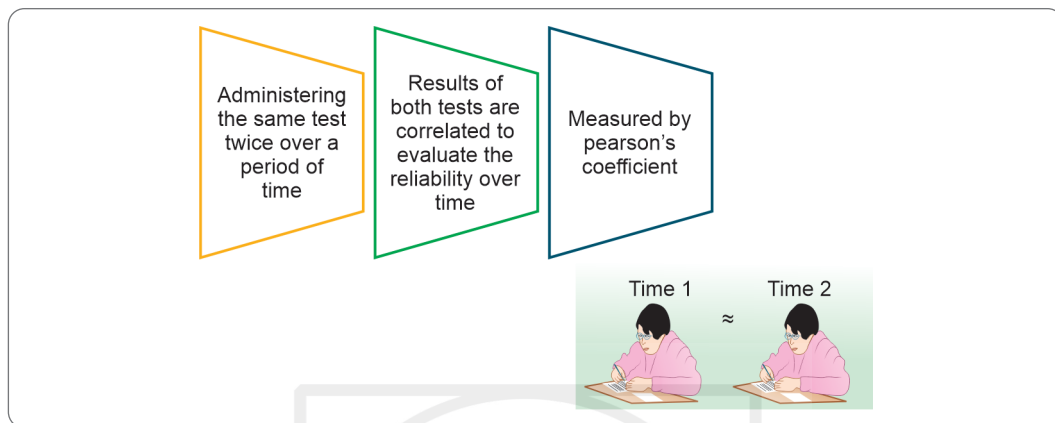 Administering
the same test
twice over a
period of
time
Results of
both tests are
correlated to
evaluate the
reliability over
time
Measured by
pearson's
coefficient
Time 1
≈
Time 2